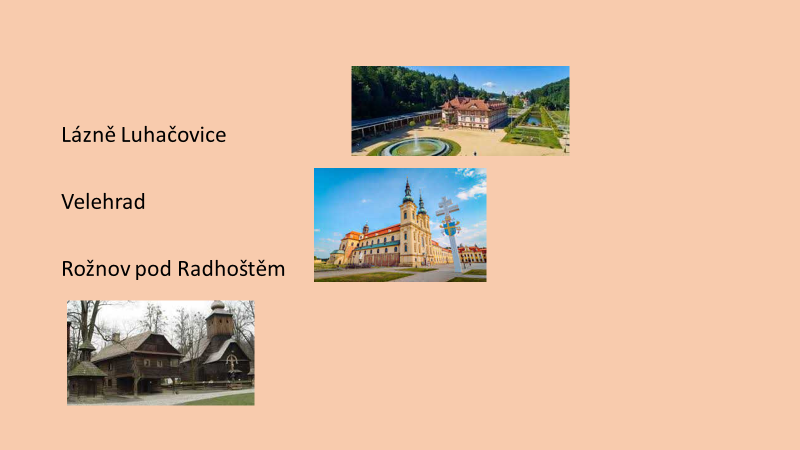 Lázně Luhačovice
Velehrad
Rožnov pod Radhoštěm